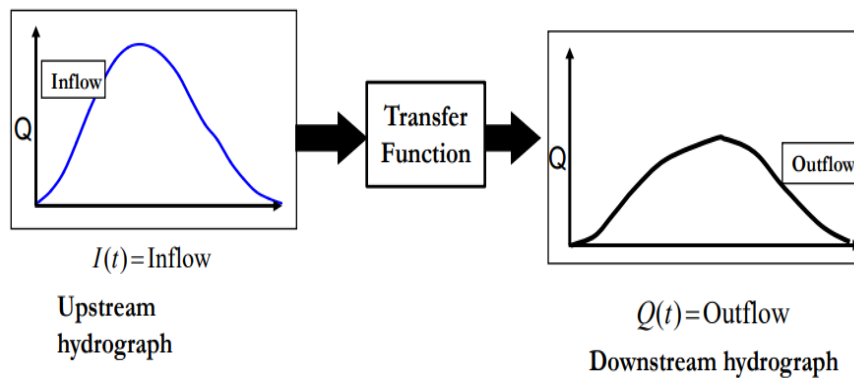 Inflow
Q
I(t)=Inflow
Upstream
hydrograph
Transfer
Function
Q
Outflow
Q(t)=Outflow
Downstream hydrograph